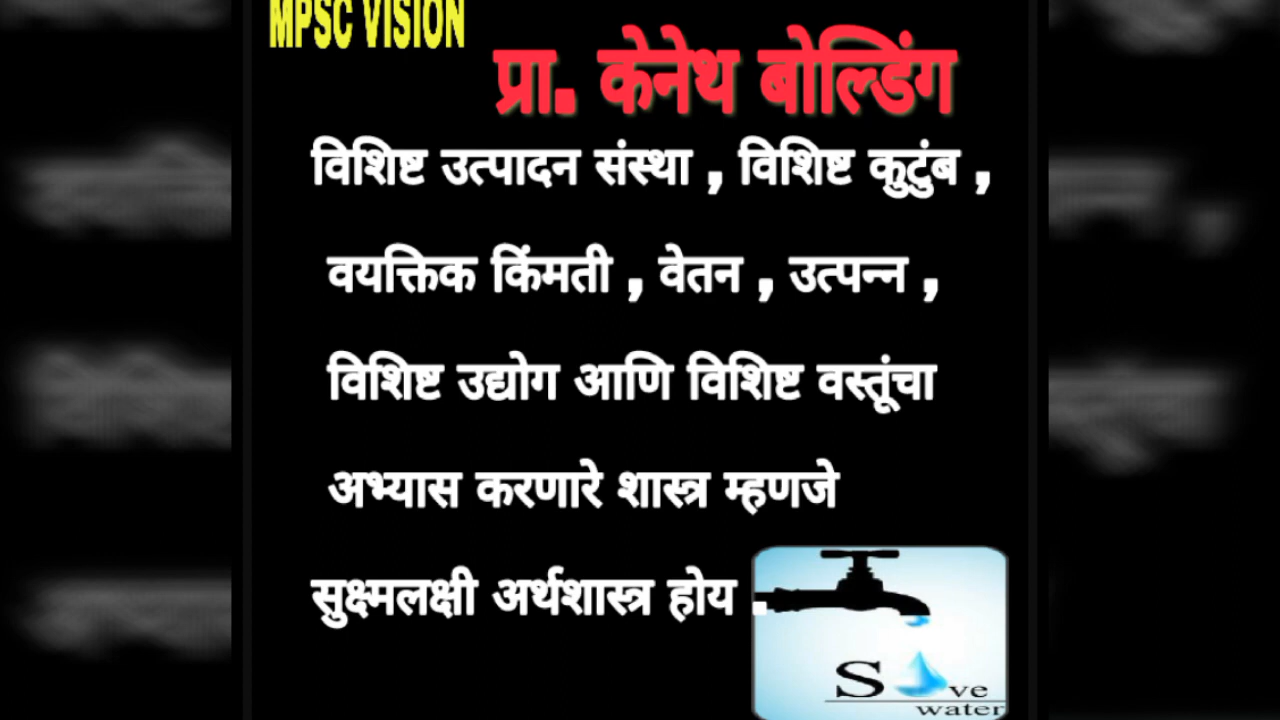 MPSC VISION
प्रा. केनेथ बोल्डिंग
विशिष्ट उत्पादन संस्था , विशिष्ट कुटुंब ,
वयक्तिक किंमती , वेतन , उत्पन्न ,
विशिष्ट उद्योग आणि विशिष्ट वस्तूंचा
अभ्यास करणारे शास्त्र म्हणजे
सुक्ष्मलक्षी अर्थशास्त्र होय .
Save
water